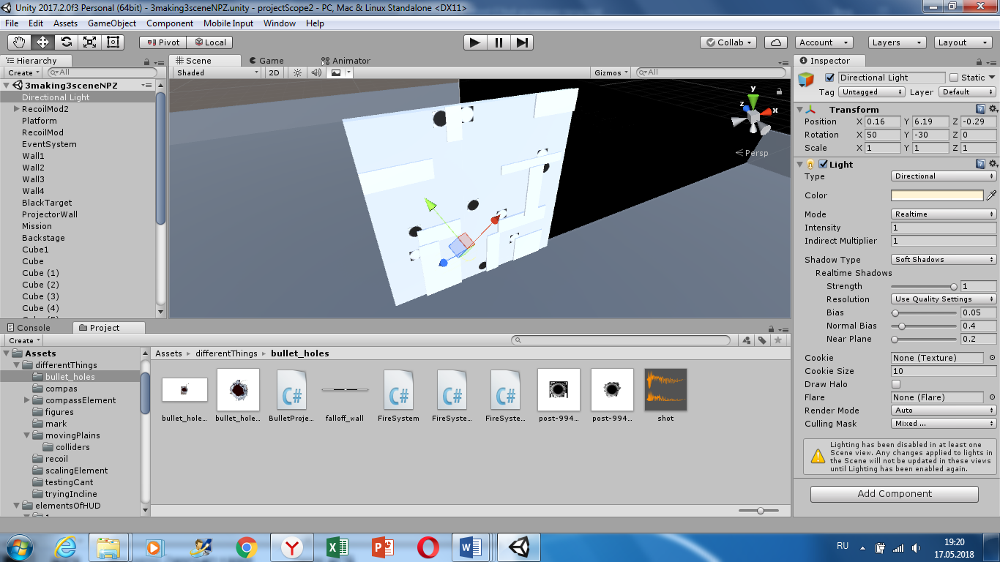 Unity 2017.2.0f3 Personal (64bit) - 3making3sceneNPZ.unity - projectScope2 - PC, Mac & Linux Standalone <DX11>
File Edit Assets GameObject Component Mobile Input Window Help
Pivot Local Collab Account Layers Layout
Hierarchy
Create All
3making3sceneNPZ
Directional Light
RecoilMod2
Platform
RecoilMod
EventSystem
Wall1
Wall2
Wall3
Wall4
BlackTarget
ProjectorWall
Mission
Backstage
Cube1
Cube
Cube (1)
Cube (2)
Cube (3)
Cube (4)
Scene Game Animator
Shaded 2D Gizmos All
y
z x
Persp
Inspector
Directional Light Static
Tag Untagged Layer Default
Transform
Position X 0.16 Y 6.19 Z -0.29
Rotation X 50 Y -30 Z 0
Scale X 1 Y 1 Z 1
Light
Type Directional
Color
Mode Realtime
Intensity 1
Indirect Multiplier 1
Shadow Type Soft Shadows
Realtime Shadows
Strength 1
Resolution Use Quality Settings
Bias 0.05
Normal Bias 0.4
Near Plane 0.2
Cookie None (Texture)
Cookie Size 10
Draw Halo
Flare None (Flare)
Render Mode Auto
Culling Mask Mixed ...
Lighting has been disabled in at least one
Scene view. Any changes applied to lights in
the Scene will not be updated in these views
until Lighting has been enabled again.
Add Component
Console Project
Create
Assets
differentThings
bullet_holes
compas
compassElement
figures
mark
movingPlains
colliders
recoil
scalingElement
testingCant
tryingIncline
elementsOfHUD
Assets differentThings bullet_holes
C# C# C# C#
bullet_hole... bullet_hole... BulletProje... falloff_wall FireSystem FireSyste... FireSyste... post-994... post-994... shot
RU 19:20
17.05.2018